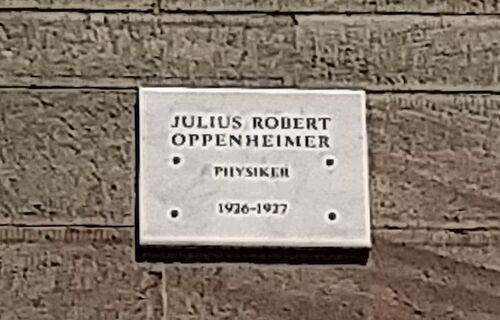 JULIUS ROBERT
OPPENHEIMER
PHYSIKER
1926-1927